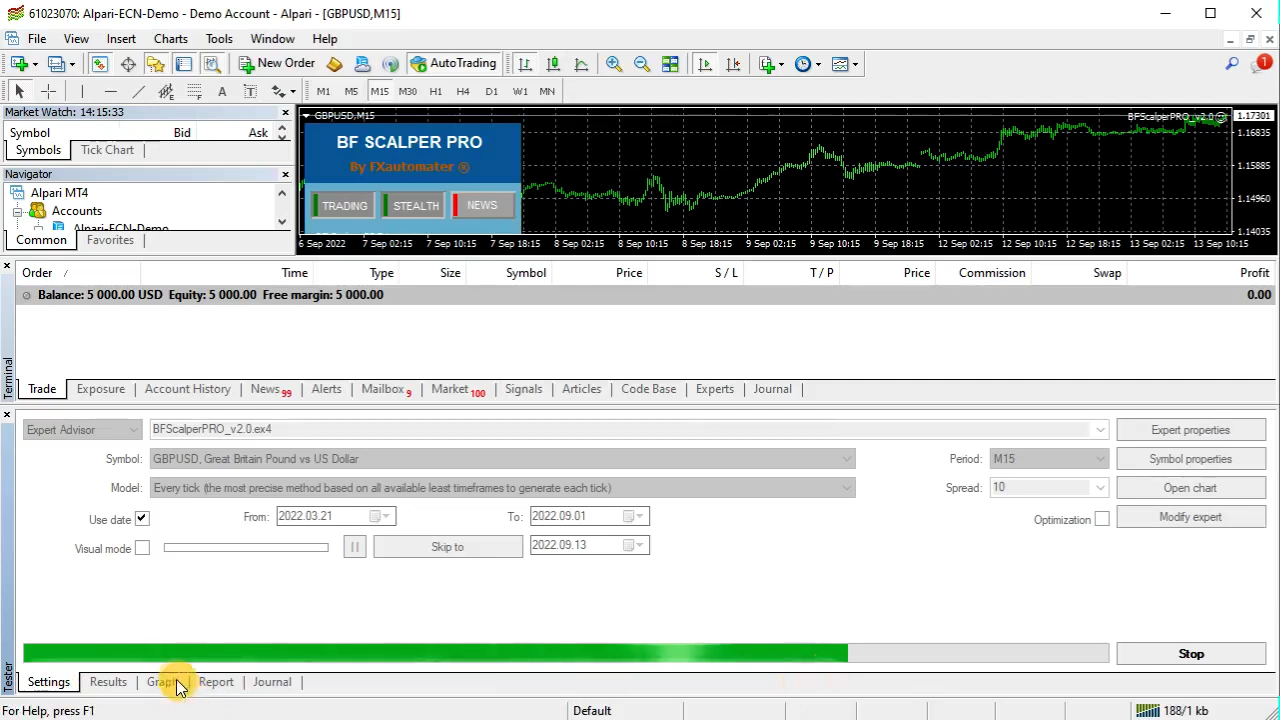 61023070: Alpari-ECN-Demo - Demo Account - Alpari - [GBPUSD,M15]
File View Insert Charts Tools Window Help
New Order AutoTrading 1
A T M1 M5 M15 M30 H1 H4 D1 W1 MN
Market Watch: 14:15:33
Symbol Bid Ask
Symbols Tick Chart
Navigator
Alpari MT4
Accounts
Alpari-ECN-Demo
Common Favorites
GBPUSD,M15
BFScalperPRO_v2.0
BF SCALPER PRO
By FXautomater ®
TRADING STEALTH NEWS
1.17301
1.16835
1.15885
1.14960
1.14035
6 Sep 2022 7 Sep 02:15 7 Sep 10:15 7 Sep 18:15 8 Sep 02:15 8 Sep 10:15 8 Sep 18:15 9 Sep 02:15 9 Sep 10:15 9 Sep 18:15 12 Sep 02:15 12 Sep 10:15 12 Sep 18:15 13 Sep 02:15 13 Sep 10:15
Order / Time Type Size Symbol Price S / L T / P Price Commission Swap Profit
Balance: 5 000.00 USD Equity: 5 000.00 Free margin: 5 000.00 0.00
Terminal
Trade Exposure Account History News 99 Alerts Mailbox 9 Market 100 Signals Articles Code Base Experts Journal
Expert Advisor BFScalperPRO_v2.0.ex4 Expert properties
Symbol: GBPUSD, Great Britain Pound vs US Dollar Period: M15 Symbol properties
Model: Every tick (the most precise method based on all available least timeframes to generate each tick) Spread: 10 Open chart
Use date From: 2022.03.21 To: 2022.09.01 Optimization Modify expert
Visual mode Skip to 2022.09.13
Stop
Tester
Settings Results Graph Report Journal
For Help, press F1 Default 188/1 kb